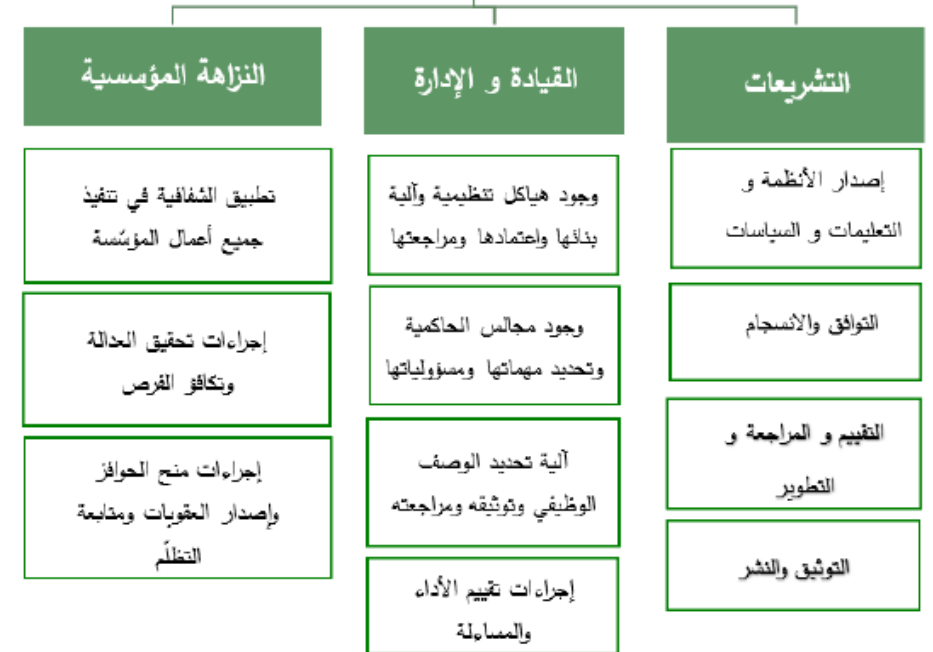 التشريعات
إصدار الأنظمة و
التعليمات و السياسات
التوافق والانسجام
التقييم و المراجعة و
التطوير
التوثيق والنشر
القيادة و الإدارة
وجود هياكل تنظيمية وآلية
بنائها واعتمادها ومراجعتها
وجود مجالس الحاكمية
وتحديد مهماتها ومسؤولياتها
آلية تحديد الوصف
الوظيفي وتوثيقه ومراجعته
إجراءات تقييم الأداء
والمساءلة
النزاهة المؤسسية
تطبيق الشفافية في تنفيذ
جميع أعمال المؤسّسة
إجراءات تحقيق العدالة
وتكافؤ الفرص
إجراءات منح الحوافز
وإصدار العقوبات ومتابعة
التظلّم